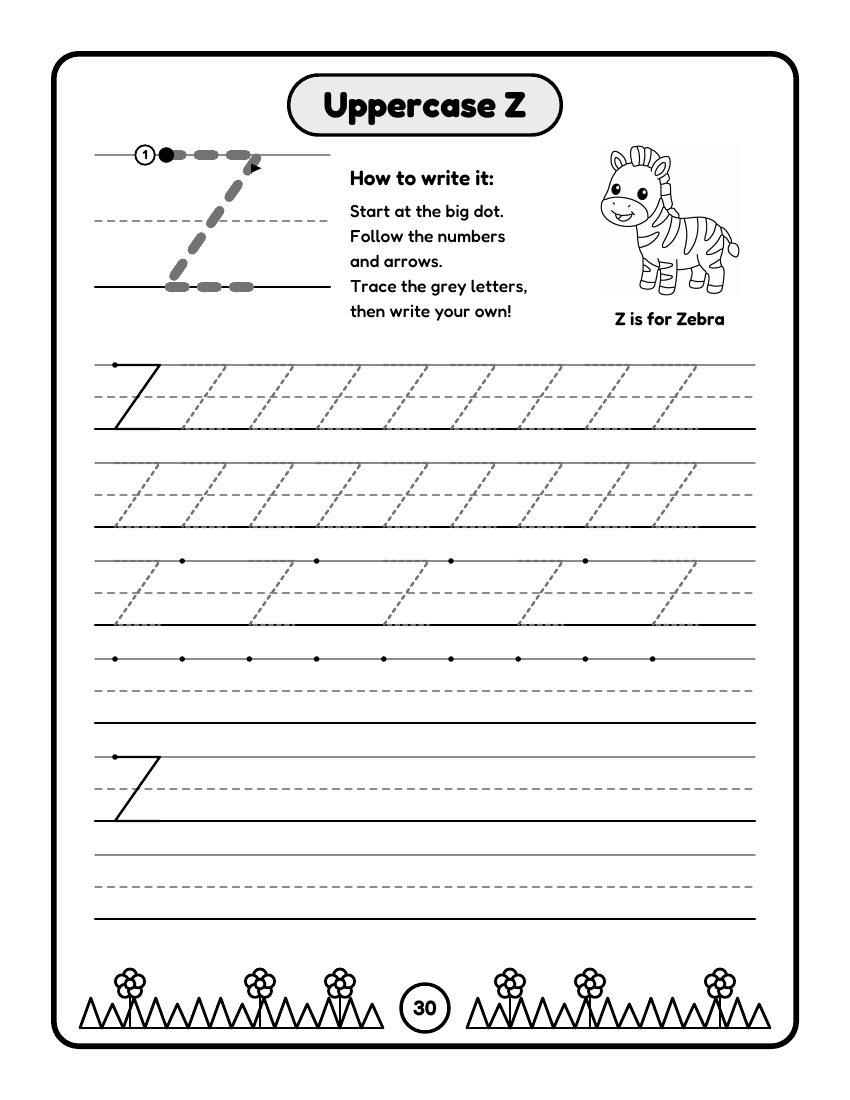 Uppercase Z
1
How to write it:
Start at the big dot.
Follow the numbers
and arrows.
Trace the grey letters,
then write your own!
Z is for Zebra
Z Z Z Z Z Z Z Z Z
Z Z Z Z Z Z Z Z Z
Z Z Z Z Z
Z
30